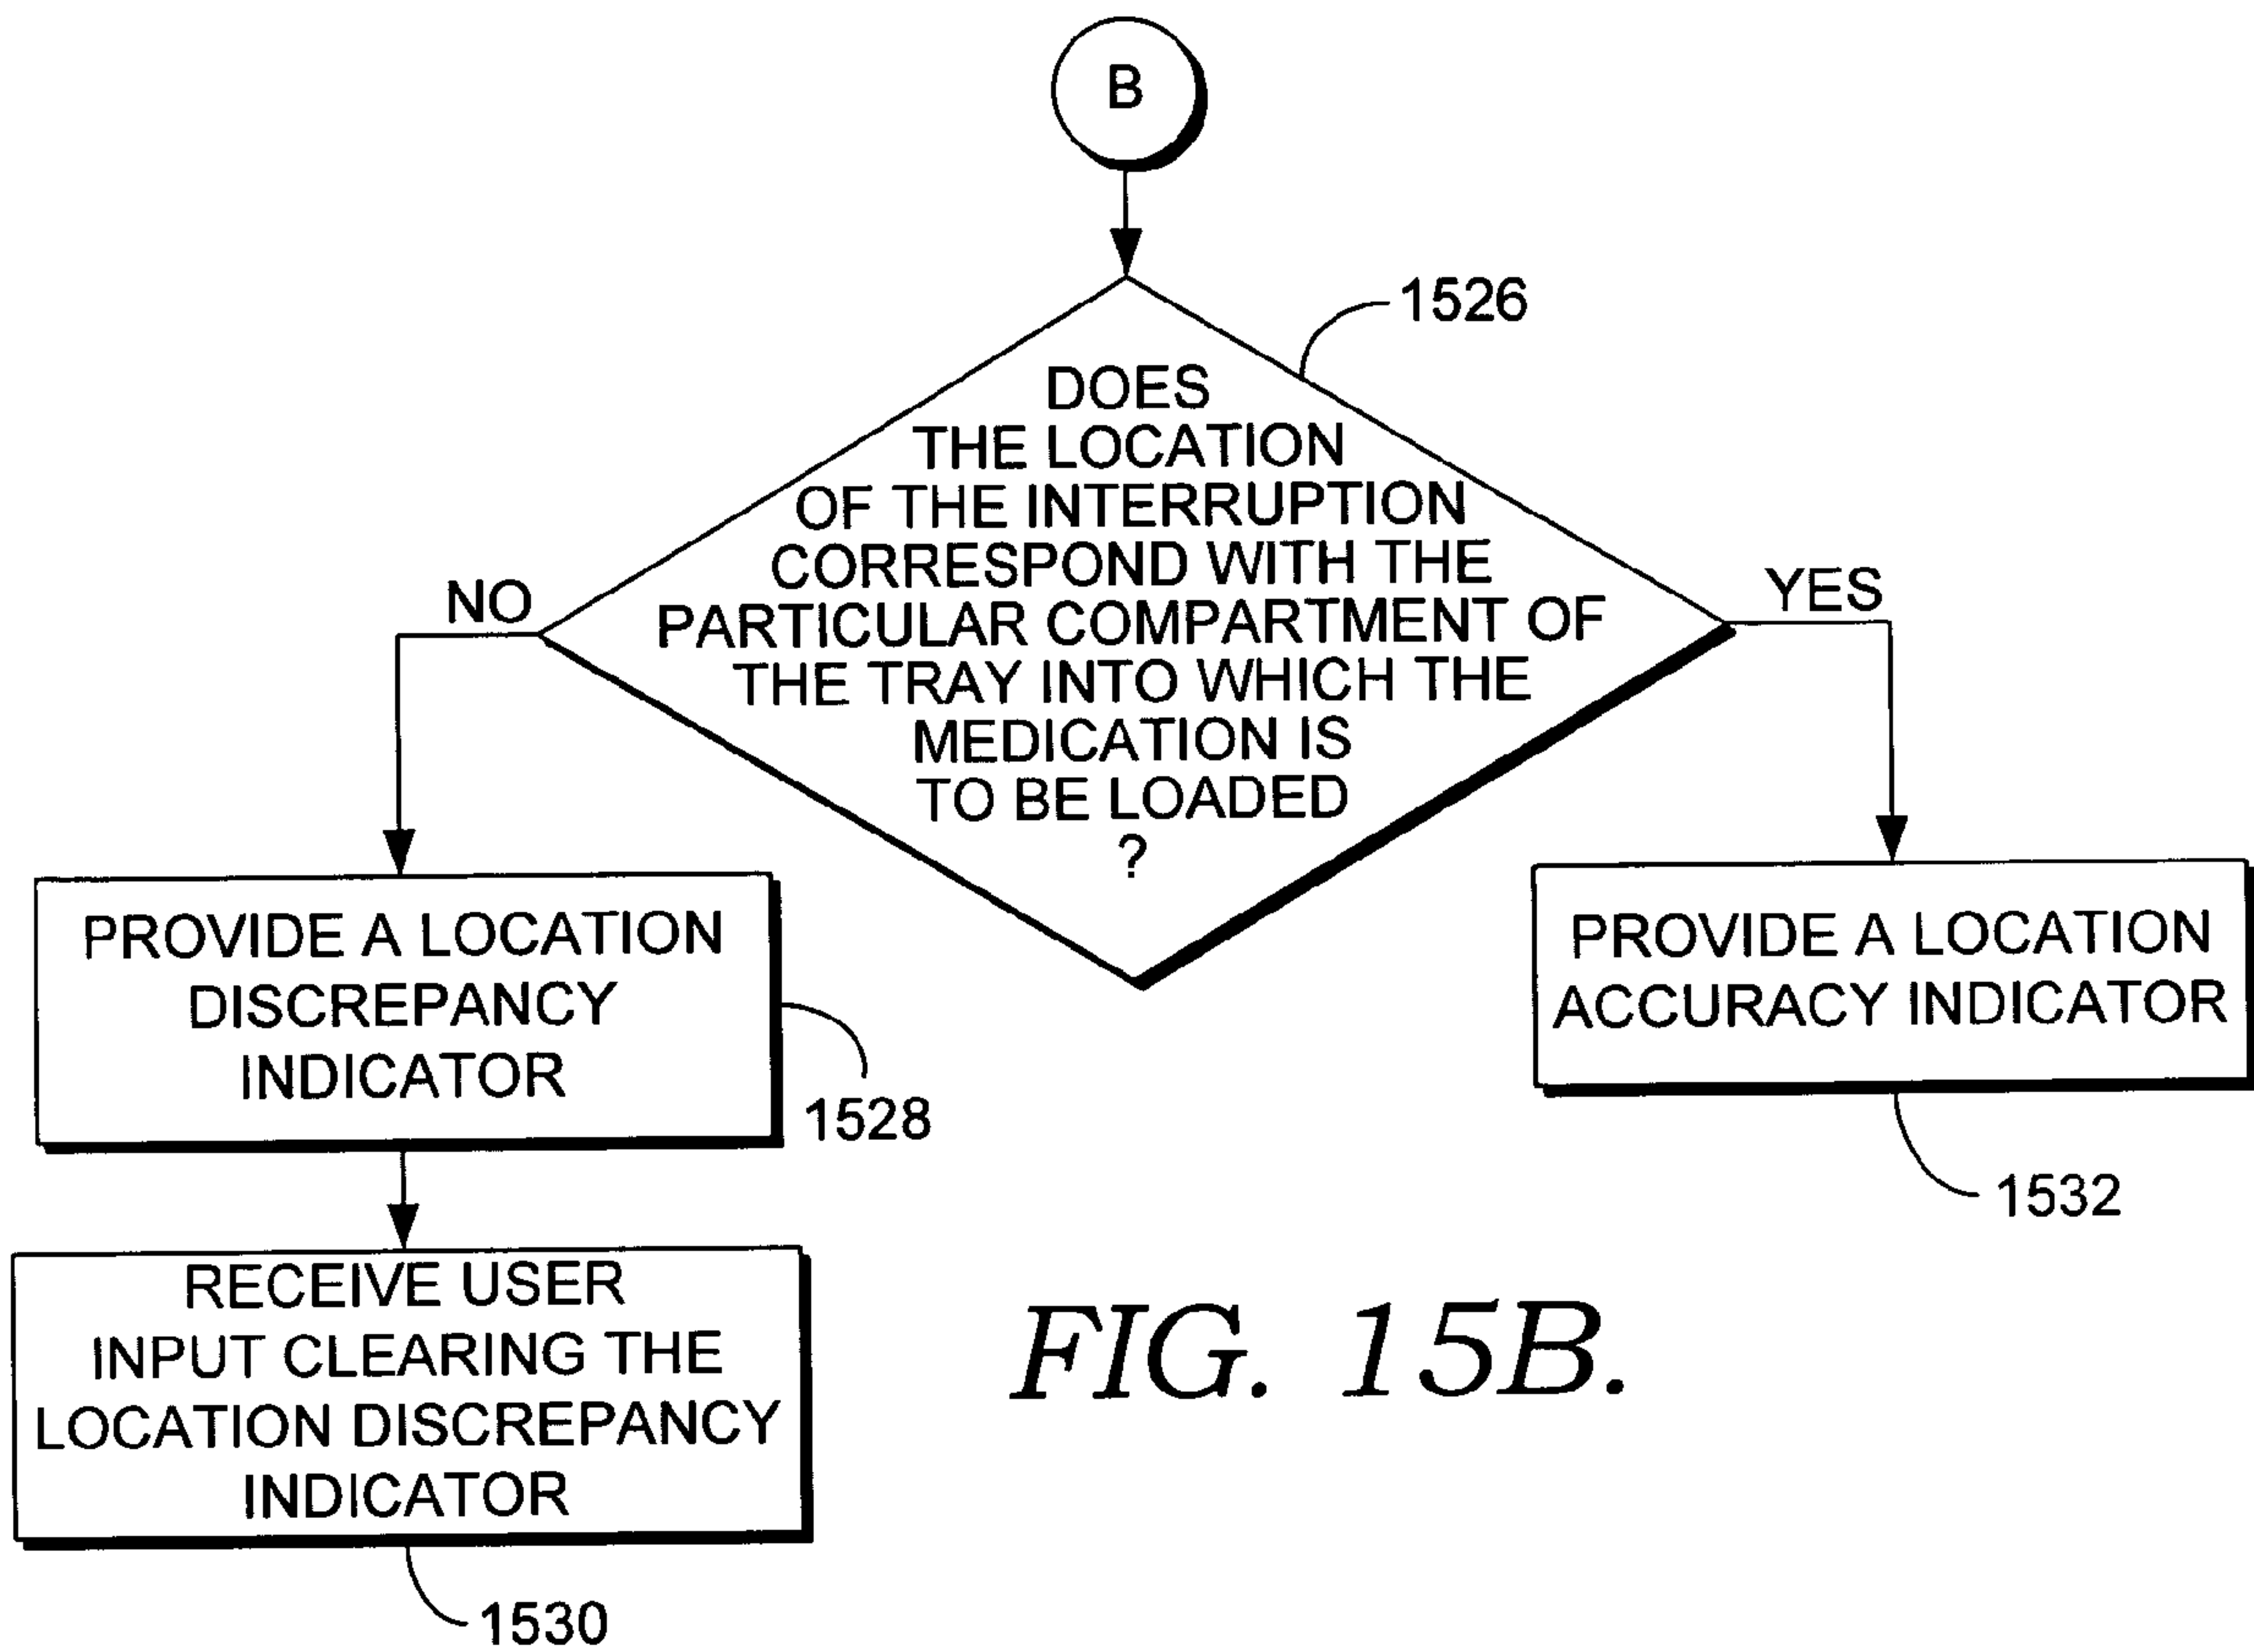 B
1526
DOES
THE LOCATION
OF THE INTERRUPTION
CORRESPOND WITH THE
PARTICULAR COMPARTMENT OF
THE TRAY INTO WHICH THE
MEDICATION IS
TO BE LOADED
?
NO
YES
PROVIDE A LOCATION
DISCREPANCY
INDICATOR
1528
PROVIDE A LOCATION
ACCURACY INDICATOR
1532
RECEIVE USER
INPUT CLEARING THE
LOCATION DISCREPANCY
INDICATOR
1530
FIG. 15B.